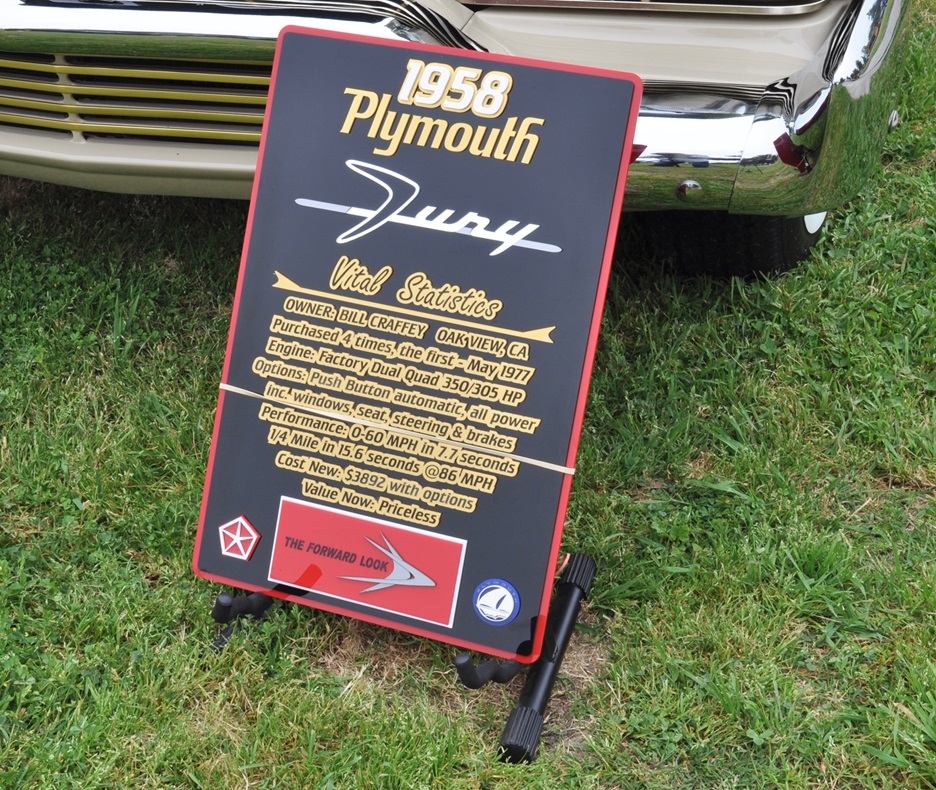 1958
Plymouth
Fury
Vital Statistics
OWNER: BILL CRAFFEY OAK VIEW, CA
Purchased 4 times, the first - May 1977
Engine: Factory Dual Quad 350/305 HP
Options: Push Button automatic, all power
inc. windows, seat, steering & brakes
Performance: 0-60 MPH in 7.7 seconds
1/4 Mile in 15.6 seconds @86 MPH
Cost New: $3892 with options
Value Now: Priceless
THE FORWARD LOOK